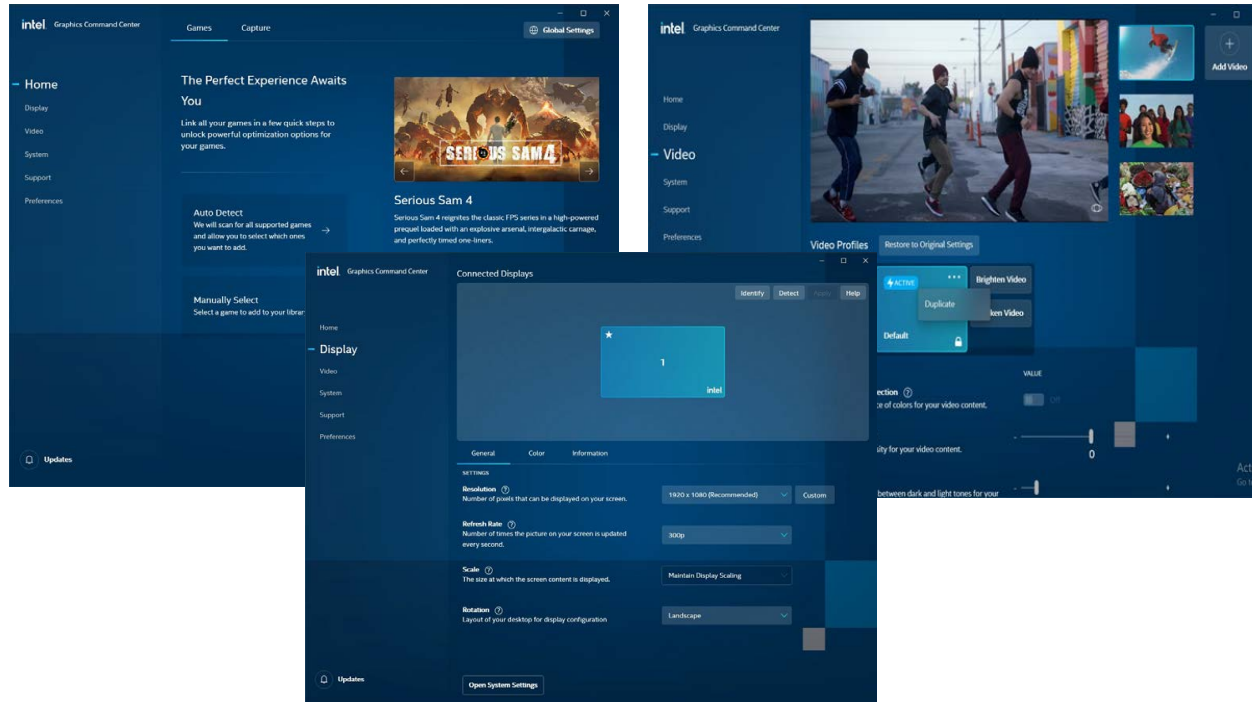 intel. Graphics Command Center
Games
Capture
Global Settings
Home
Display
Video
System
Support
Preferences
The Perfect Experience Awaits
You
Link all your games in a few quick steps to
unlock powerful optimization options for
your games.
Auto Detect
We will scan for all supported games
and allow you to select which ones
you want to add.
Manually Select
Select a game to add to your librar
SERIOUS SAM 4
Serious Sam 4
Serious Sam 4 reignites the classic FPS series in a high-powered
prequel loaded with an explosive arsenal, intergalactic carnage,
and perfectly timed one-liners.
Updates
intel. Graphics Command Center
Home
Display
Video
System
Support
Preferences
Add Video
Video Profiles
Restore to Original Settings
ACTIVE
Duplicate
Default
Brighten Video
ken Video
VALUE
ection ?
ce of colors for your video content.
Off
sity for your video content.
- +
0
between dark and light tones for your
- +
Act
Go t
intel. Graphics Command Center
Home
Display
Video
System
Support
Preferences
Updates
Connected Displays
Identify
Detect
Apply
Help
1
intel
General
Color
Information
SETTINGS
Resolution ?
Number of pixels that can be displayed on your screen.
1920 x 1080 (Recommended)
Custom
Refresh Rate ?
Number of times the picture on your screen is updated
every second.
300p
Scale ?
The size at which the screen content is displayed.
Maintain Display Scaling
Rotation ?
Layout of your desktop for display configuration
Landscape
Open System Settings